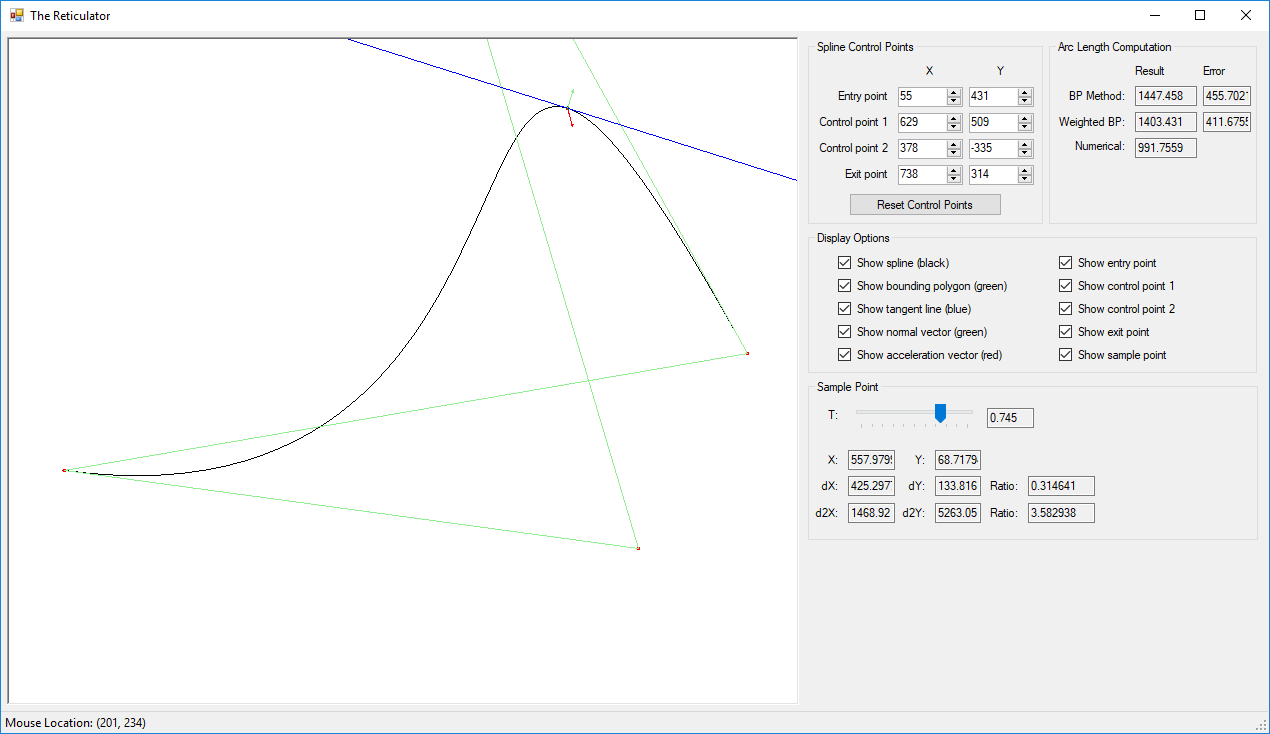 The Reticulator
Spline Control Points
X Y
Entry point 55 431
Control point 1 629 509
Control point 2 378 -335
Exit point 738 314
Reset Control Points
Arc Length Computation
Result Error
BP Method: 1447.458 455.702
Weighted BP: 1403.431 411.6755
Numerical: 991.7559
Display Options
Show spline (black)
Show bounding polygon (green)
Show tangent line (blue)
Show normal vector (green)
Show acceleration vector (red)
Show entry point
Show control point 1
Show control point 2
Show exit point
Show sample point
Sample Point
T: 0.745
X: 557.979 Y: 68.7179
dX: 425.297 dY: 133.816 Ratio: 0.314641
d2X: 1468.92 d2Y: 5263.05 Ratio: 3.582938
Mouse Location: (201, 234)